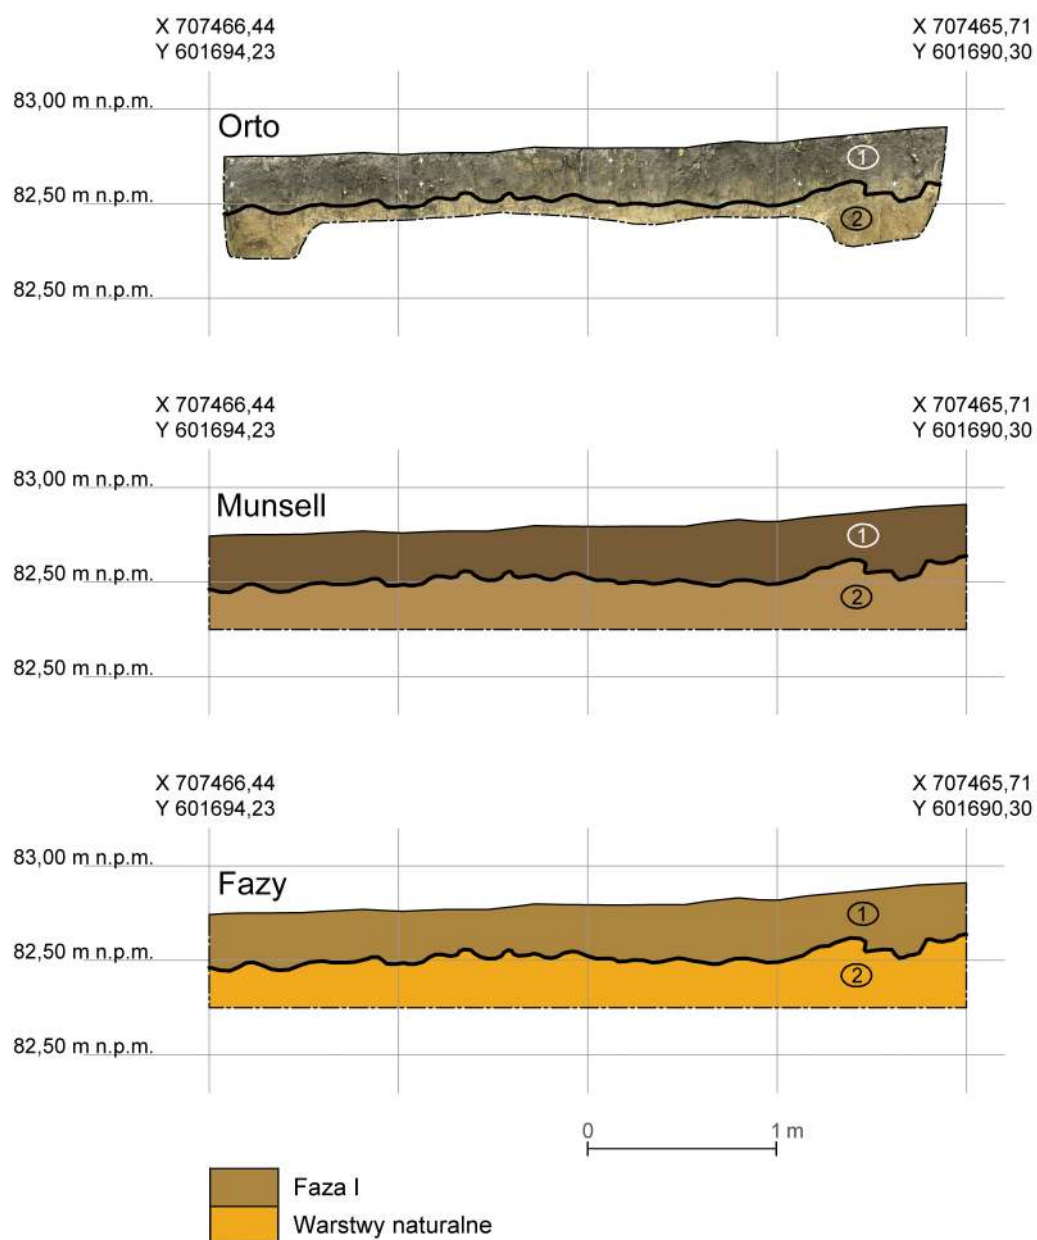 X 707466,44
Y 601694,23
X 707465,71
Y 601690,30
83,00 m n.p.m.
Orto
1
82,50 m n.p.m.
2
82,50 m n.p.m.
X 707466,44
Y 601694,23
X 707465,71
Y 601690,30
83,00 m n.p.m.
Munsell
1
82,50 m n.p.m.
2
82,50 m n.p.m.
X 707466,44
Y 601694,23
X 707465,71
Y 601690,30
83,00 m n.p.m.
Fazy
1
82,50 m n.p.m.
2
82,50 m n.p.m.
0 1 m
Faza I
Warstwy naturalne